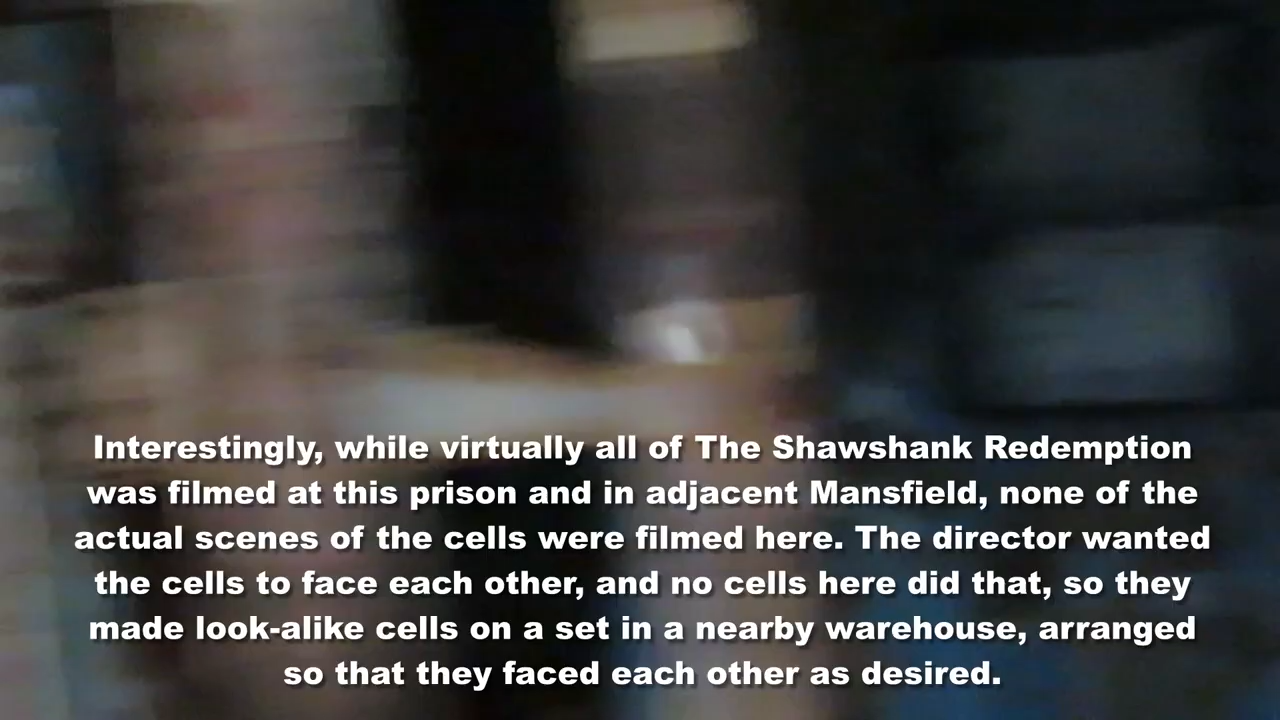 Interestingly, while virtually all of The Shawshank Redemption
was filmed at this prison and in adjacent Mansfield, none of the
actual scenes of the cells were filmed here. The director wanted
the cells to face each other, and no cells here did that, so they
made look-alike cells on a set in a nearby warehouse, arranged
so that they faced each other as desired.